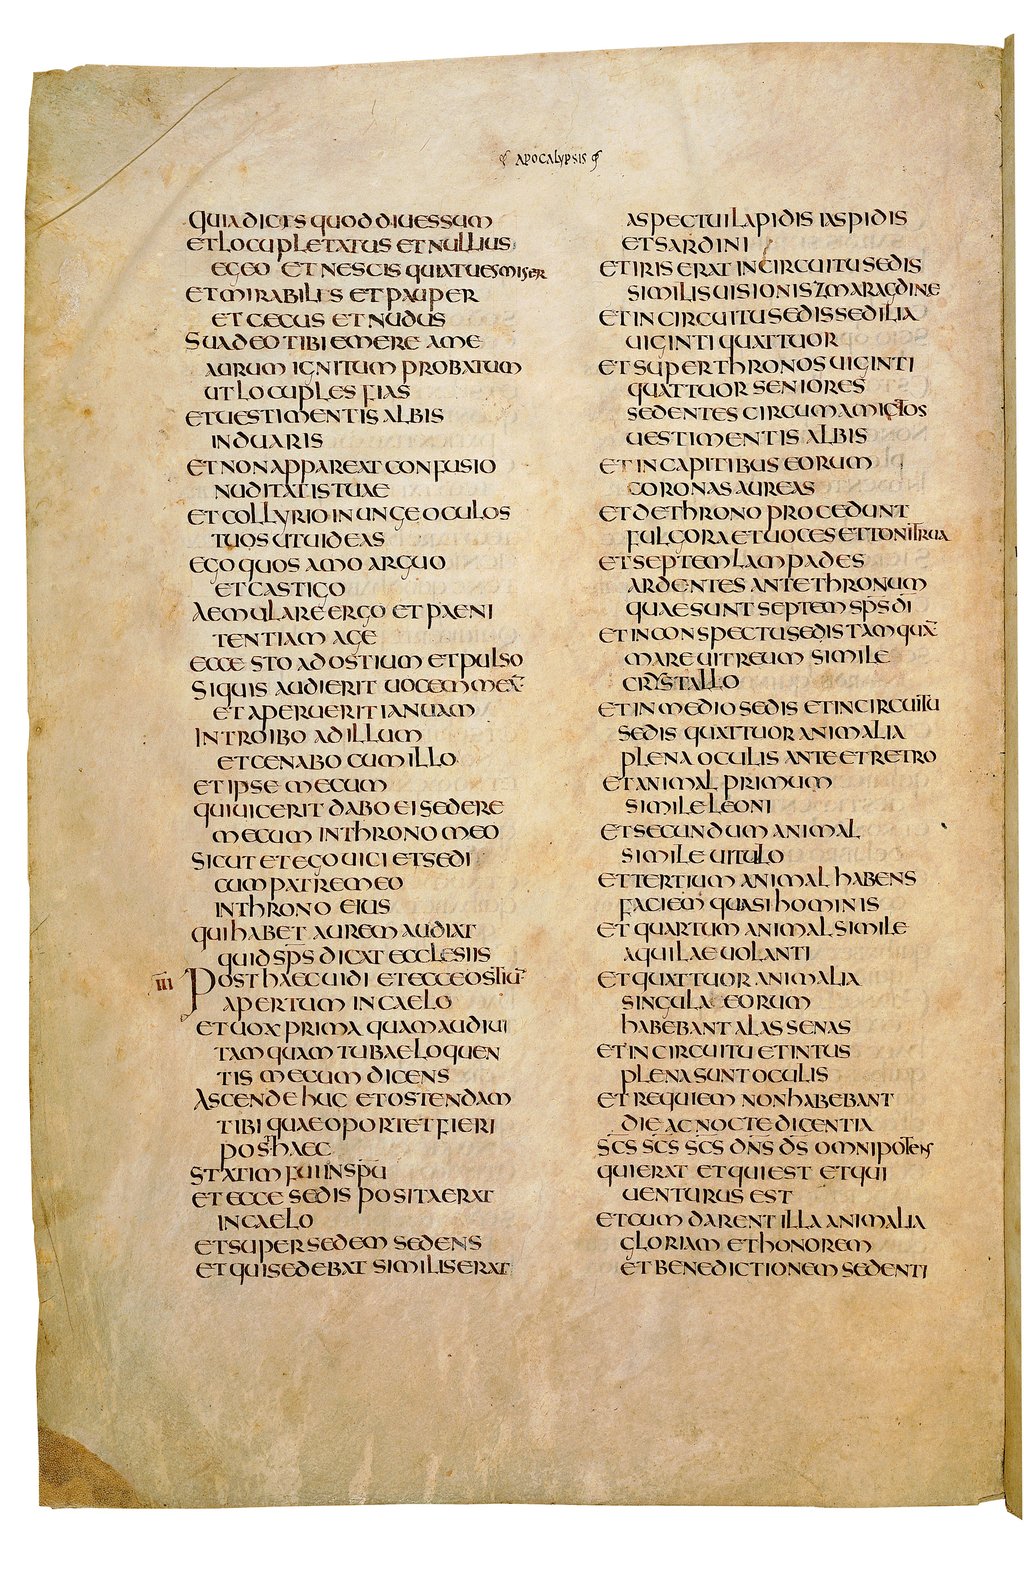 APOCALYPSIS
QUIA DICIS QUOD DIUES SUM
ET LOCUPLETATUS ET NULLIUS
EGEO ET NESCIS QUIA TU ES MISER
ET MIRABILIS ET PAUPER
ET CECUS ET NUDUS
SUADEO TIBI EMERE A ME
AURUM IGNITUM PROBATUM
UT LOCUPLES FIAS
ET UESTIMENTIS ALBIS
INDUARIS
ET NON APPAREAT CONFUSIO
NUDITATIS TUAE
ET COLLYRIO INUNGE OCULOS
TUOS UT UIDEAS
EGO QUOS AMO ARGUO
ET CASTIGO
AEMULARE ERGO ET PAENI
TENTIAM AGE
ECCE STO AD OSTIUM ET PULSO
SI QUIS AUDIERIT UOCEM MEĀ
ET APERUERIT IANUAM
INTROIBO AD ILLUM
ET CENABO CUM ILLO
ET IPSE MECUM
QUI UICERIT DABO EI SEDERE
MECUM IN THRONO MEO
SICUT ET EGO UICI ET SEDI
CUM PATRE MEO
IN THRONO EIUS
QUI HABET AUREM AUDIAT
QUID SP̄S DICAT ECCLESIIS
IIII POST HAEC UIDI ET ECCE OSTIŪ
APERTUM IN CAELO
ET UOX PRIMA QUAM AUDIUI
TAMQUAM TUBAE LOQUEN
TIS MECUM DICENS
ASCENDE HUC ET OSTENDAM
TIBI QUAE OPORTET FIERI
POST HAEC
STATIM FUI IN SPŪ
ET ECCE SEDIS POSITA ERAT
IN CAELO
ET SUPER SEDEM SEDENS
ET QUI SEDEBAT SIMILIS ERAT
ASPECTUI LAPIDIS IASPIDIS
ET SARDINI
ET IRIS ERAT IN CIRCUITU SEDIS
SIMILIS UISIONIS ZMARAGDINE
ET IN CIRCUITU SEDIS SEDILIA
UIGINTI QUATTUOR
ET SUPER THRONOS UIGINTI
QUATTUOR SENIORES
SEDENTES CIRCUMAMICTOS
UESTIMENTIS ALBIS
ET IN CAPITIBUS EORUM
CORONAS AUREAS
ET DE THRONO PROCEDUNT
FULGORA ET UOCES ET TONITRUA
ET SEPTEM LAMPADES
ARDENTES ANTE THRONUM
QUAE SUNT SEPTEM SP̄S DĪ
ET IN CONSPECTU SEDIS TAMQUĀ
MARE UITREUM SIMILE
CRYSTALLO
ET IN MEDIO SEDIS ET IN CIRCUITU
SEDIS QUATTUOR ANIMALIA
PLENA OCULIS ANTE ET RETRO
ET ANIMAL PRIMUM
SIMILE LEONI
ET SECUNDUM ANIMAL
SIMILE UITULO
ET TERTIUM ANIMAL HABENS
FACIEM QUASI HOMINIS
ET QUARTUM ANIMAL SIMILE
AQUILAE UOLANTI
ET QUATTUOR ANIMALIA
SINGULA EORUM
HABEBANT ALAS SENAS
ET IN CIRCUITU ET INTUS
PLENA SUNT OCULIS
ET REQUIEM NON HABEBANT
DIE AC NOCTE DICENTIA
SC̄S SC̄S SC̄S DN̄S D̄S OMNIPOTENS
QUI ERAT ET QUI EST ET QUI
UENTURUS EST
ET CUM DARENT ILLA ANIMALIA
GLORIAM ET HONOREM
ET BENEDICTIONEM SEDENTI